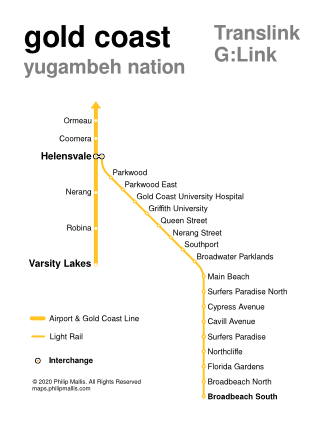 gold coast
yugambeh nation
Translink
G:Link
Ormeau
Coomera
Helensvale
Nerang
Robina
Varsity Lakes
Parkwood
Parkwood East
Gold Coast University Hospital
Griffith University
Queen Street
Nerang Street
Southport
Broadwater Parklands
Main Beach
Surfers Paradise North
Cypress Avenue
Cavill Avenue
Surfers Paradise
Northcliffe
Florida Gardens
Broadbeach North
Broadbeach South
Airport & Gold Coast Line
Light Rail
Interchange
© 2020 Philip Mallis. All Rights Reserved
maps.philipmallis.com